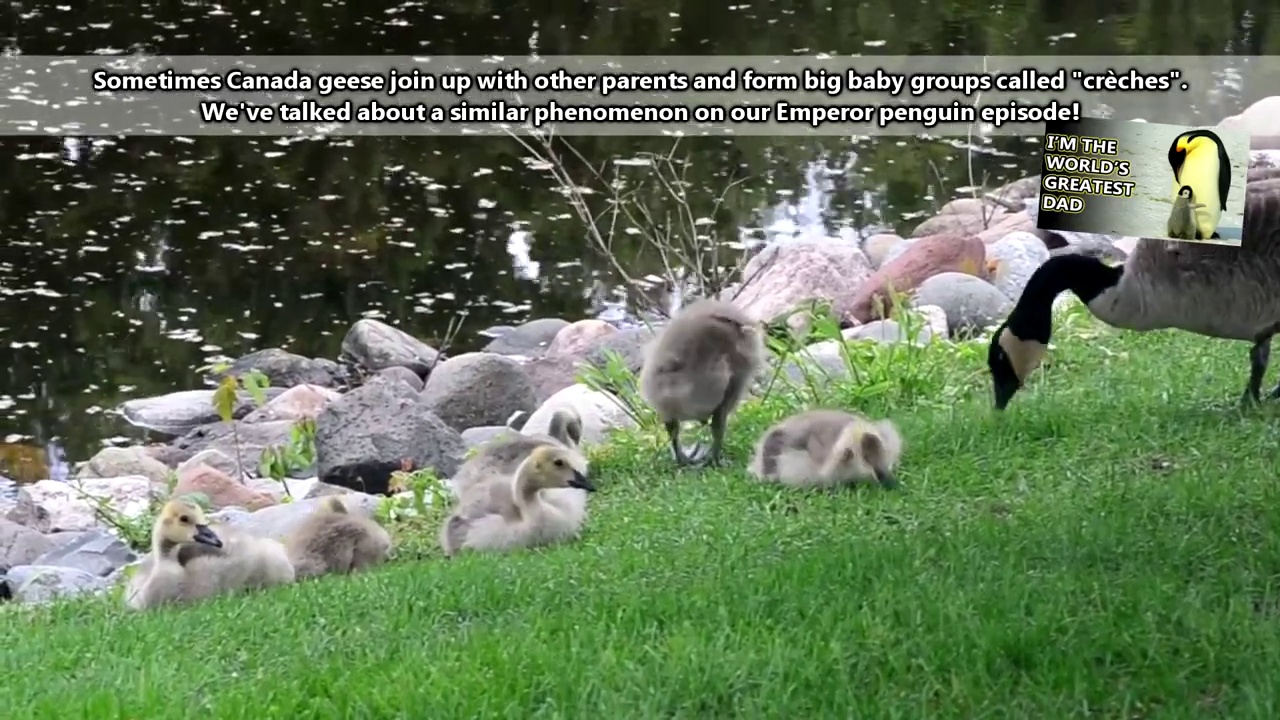 Sometimes Canada geese join up with other parents and form big baby groups called "crèches".
We've talked about a similar phenomenon on our Emperor penguin episode!
I'M THE
WORLD'S
GREATEST
DAD